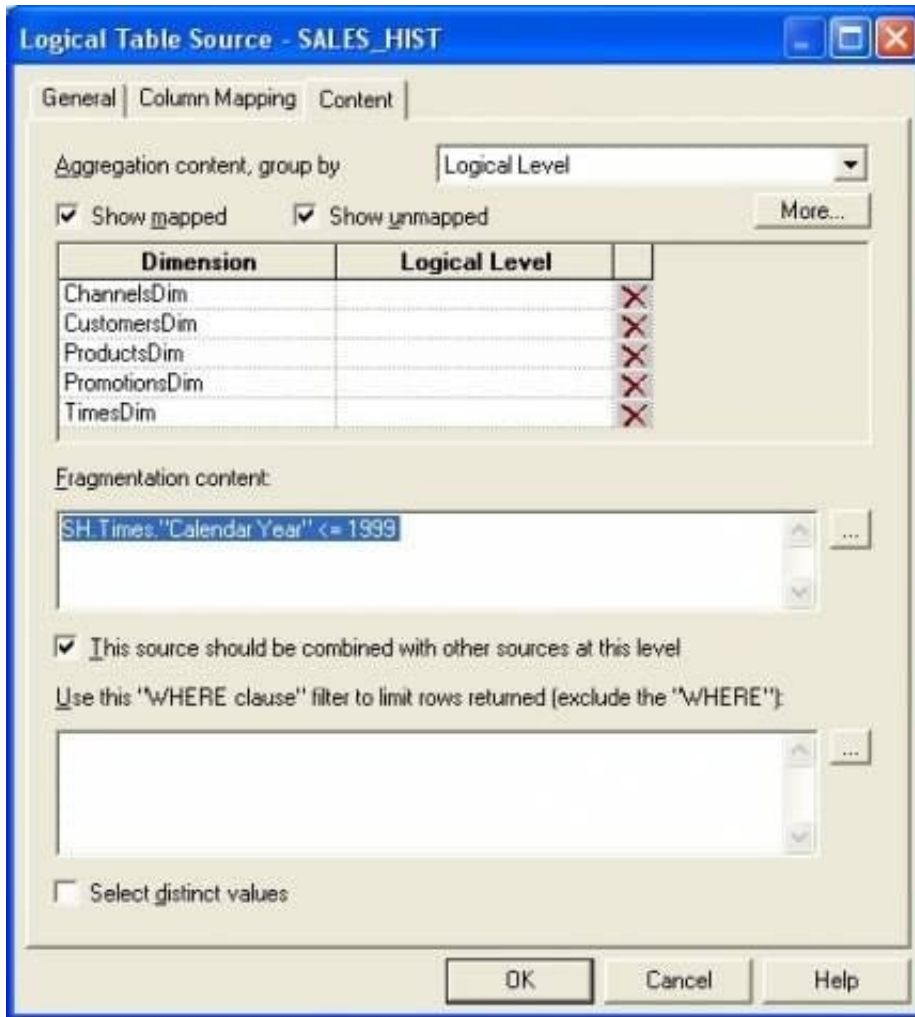 Logical Table Source - SALES_HIST
General Column Mapping Content
Aggregation content, group by Logical Level
Show mapped Show unmapped More...
Dimension Logical Level
ChannelsDim
CustomersDim
ProductsDim
PromotionsDim
TimesDim
Fragmentation content:
SH.Times."Calendar Year" <= 1999
...
This source should be combined with other sources at this level
Use this "WHERE clause" filter to limit rows returned (exclude the "WHERE"):
...
Select distinct values
OK Cancel Help